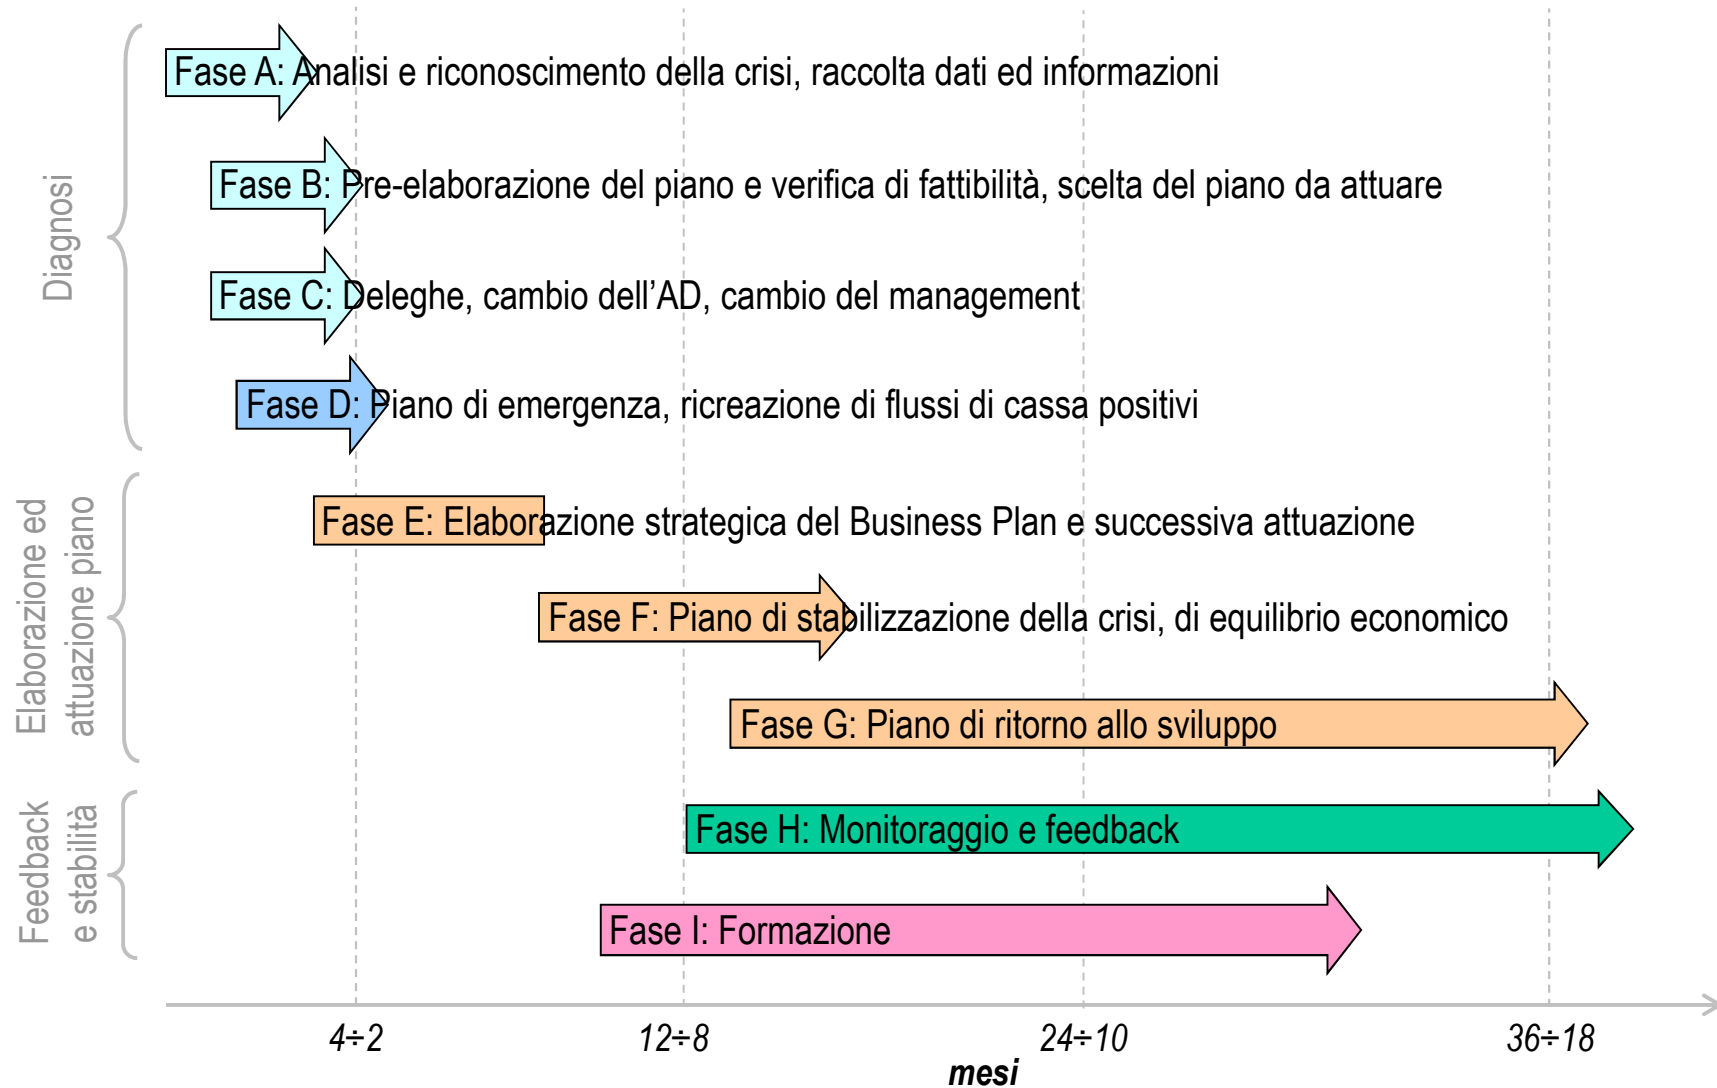 Diagnosi
Fase A: Analisi e riconoscimento della crisi, raccolta dati ed informazioni
Fase B: Pre-elaborazione del piano e verifica di fattibilità, scelta del piano da attuare
Fase C: Deleghe, cambio dell’AD, cambio del management
Fase D: Piano di emergenza, ricreazione di flussi di cassa positivi
Elaborazione ed
attuazione piano
Fase E: Elaborazione strategica del Business Plan e successiva attuazione
Fase F: Piano di stabilizzazione della crisi, di equilibrio economico
Fase G: Piano di ritorno allo sviluppo
Feedback
e stabilità
Fase H: Monitoraggio e feedback
Fase I: Formazione
4÷2
12÷8
24÷10
36÷18
mesi